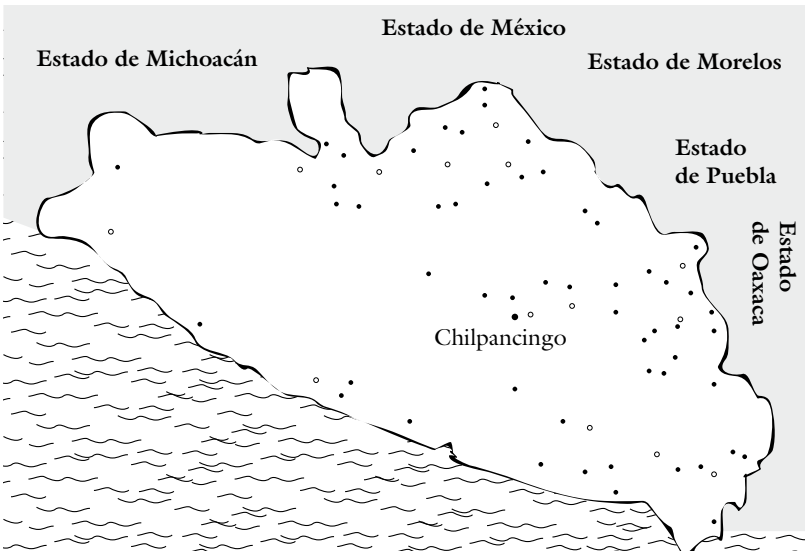 Estado de México
Estado de Michoacán
Estado de Morelos
Estado
de Puebla
Estado
de Oaxaca
Chilpancingo